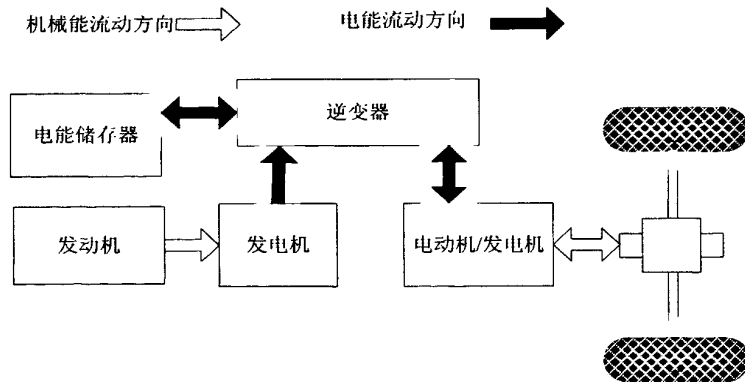 机械能流动方向
电能流动方向
逆变器
电能储存器
发动机
发电机
电动机/发电机